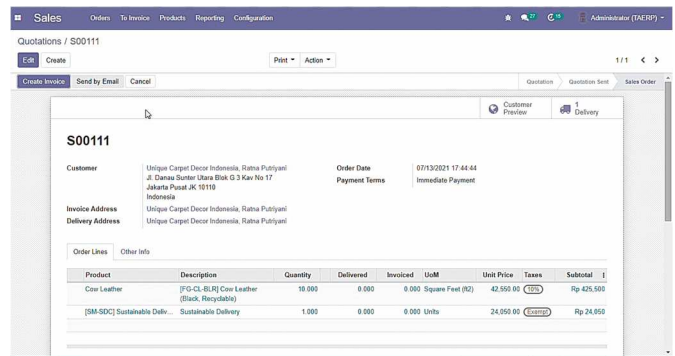 Sales Orders To Invoice Products Reporting Configuration 27 15 Administrator (TAERP)
Quotations / S00111
Edit Create Print Action 1/1
Create Invoice Send by Email Cancel Quotation Quotation Sent Sales Order
Customer Preview 1 Delivery
S00111
Customer Unique Carpet Decor Indonesia, Ratna Putriyani Order Date 07/13/2021 17:44:44
Jl. Danau Sunter Utara Blok G 3 Kav No 17 Payment Terms Immediate Payment
Jakarta Pusat JK 10110
Indonesia
Invoice Address Unique Carpet Decor Indonesia, Ratna Putriyani
Delivery Address Unique Carpet Decor Indonesia, Ratna Putriyani
Order Lines Other Info
Product Description Quantity Delivered Invoiced UoM Unit Price Taxes Subtotal
Cow Leather [FG-CL-BLR] Cow Leather 10.000 0.000 0.000 Square Feet (ft2) 42,550.00 10% Rp 425,500
(Black, Recyclable)
[SM-SDC] Sustainable Deliv... Sustainable Delivery 1.000 0.000 0.000 Units 24,050.00 Exempt Rp 24,050